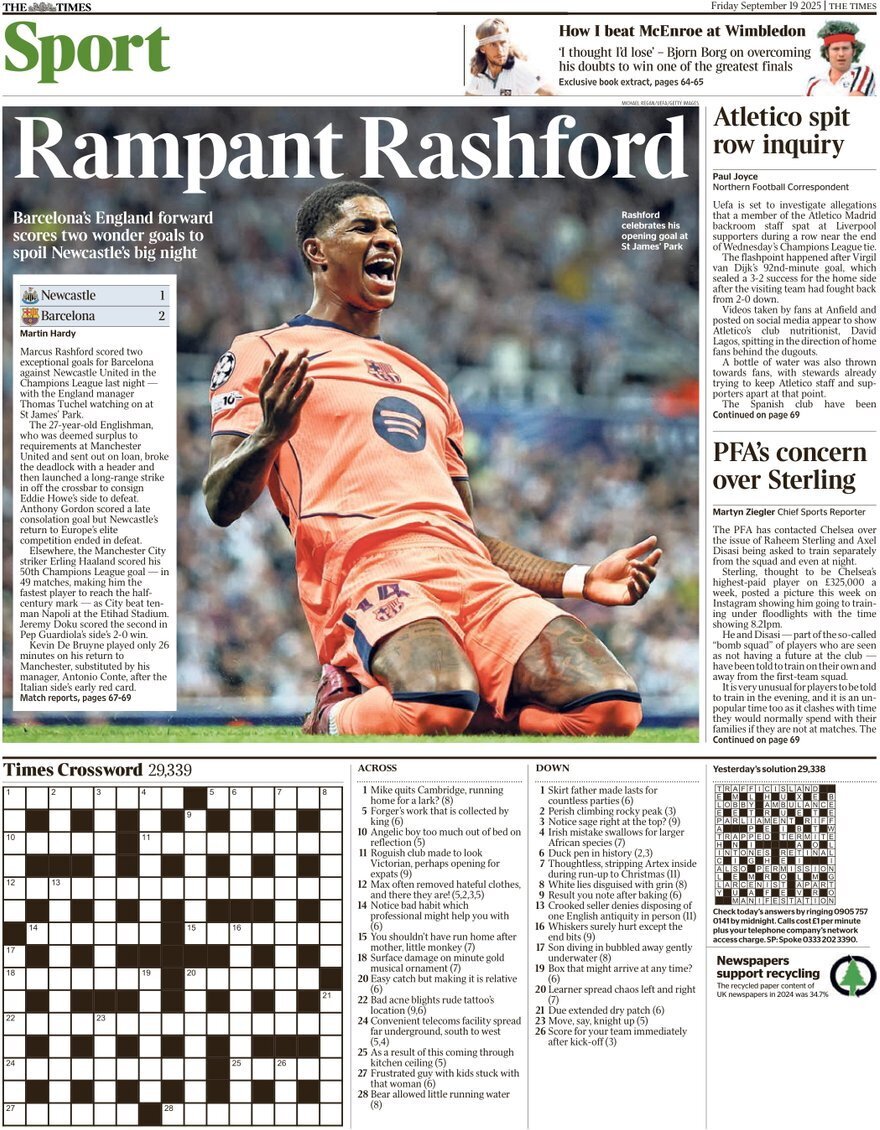 THE TIMES
Friday September 19 2025 | THE TIMES
Sport
How I beat McEnroe at Wimbledon
‘I thought I’d lose’ – Bjorn Borg on overcoming
his doubts to win one of the greatest finals
Exclusive book extract, pages 64-65
MICHAEL REGAN/UEFA/GETTY IMAGES
Rampant Rashford
Barcelona’s England forward
scores two wonder goals to
spoil Newcastle’s big night
Rashford
celebrates his
opening goal at
St James’ Park
Newcastle 1
Barcelona 2
Martin Hardy
Marcus Rashford scored two
exceptional goals for Barcelona
against Newcastle United in the
Champions League last night —
with the England manager
Thomas Tuchel watching on at
St James’ Park.
The 27-year-old Englishman,
who was deemed surplus to
requirements at Manchester
United and sent out on loan, broke
the deadlock with a header and
then launched a long-range strike
in off the crossbar to consign
Eddie Howe’s side to defeat.
Anthony Gordon scored a late
consolation goal but Newcastle’s
return to Europe’s elite
competition ended in defeat.
Elsewhere, the Manchester City
striker Erling Haaland scored his
50th Champions League goal — in
49 matches, making him the
fastest player to reach the half-
century mark — as City beat ten-
man Napoli at the Etihad Stadium.
Jeremy Doku scored the second in
Pep Guardiola’s side’s 2-0 win.
Kevin De Bruyne played only 26
minutes on his return to
Manchester, substituted by his
manager, Antonio Conte, after the
Italian side’s early red card.
Match reports, pages 67-69
10
14
Atletico spit
row inquiry
Paul Joyce
Northern Football Correspondent
Uefa is set to investigate allegations
that a member of the Atletico Madrid
backroom staff spat at Liverpool
supporters during a row near the end
of Wednesday’s Champions League tie.
The flashpoint happened after Virgil
van Dijk’s 92nd-minute goal, which
sealed a 3-2 success for the home side
after the visiting team had fought back
from 2-0 down.
Videos taken by fans at Anfield and
posted on social media appear to show
Atletico’s club nutritionist, David
Lagos, spitting in the direction of home
fans behind the dugouts.
A bottle of water was also thrown
towards fans, with stewards already
trying to keep Atletico staff and sup-
porters apart at that point.
The Spanish club have been
Continued on page 69
PFA’s concern
over Sterling
Martyn Ziegler Chief Sports Reporter
The PFA has contacted Chelsea over
the issue of Raheem Sterling and Axel
Disasi being asked to train separately
from the squad and even at night.
Sterling, thought to be Chelsea’s
highest-paid player on £325,000 a
week, posted a picture this week on
Instagram showing him going to train-
ing under floodlights with the time
showing 8.21pm.
He and Disasi — part of the so-called
“bomb squad” of players who are seen
as not having a future at the club —
have been told to train on their own and
away from the first-team squad.
It is very unusual for players to be told
to train in the evening, and it is an un-
popular time too as it clashes with time
they would normally spend with their
families if they are not at matches. The
Continued on page 69
Times Crossword 29,339
1 2 3 4 5 6 7 8
9
10 11
12 13
14 15 16
17
18 19 20
21
22 23
24 25 26
27 28
ACROSS
1 Mike quits Cambridge, running
home for a lark? (8)
5 Forger’s work that is collected by
king (6)
10 Angelic boy too much out of bed on
reflection (5)
11 Roguish club made to look
Victorian, perhaps opening for
expats (9)
12 Max often removed hateful clothes,
and there they are! (5,2,3,5)
14 Notice bad habit which
professional might help you with
(6)
15 You shouldn’t have run home after
mother, little monkey (7)
18 Surface damage on minute gold
musical ornament (7)
20 Easy catch but making it is relative
(6)
22 Bad acne blights rude tattoo’s
location (9,6)
24 Convenient telecoms facility spread
far underground, south to west
(5,4)
25 As a result of this coming through
kitchen ceiling (5)
27 Frustrated guy with kids stuck with
that woman (6)
28 Bear allowed little running water
(8)
DOWN
1 Skirt father made lasts for
countless parties (6)
2 Perish climbing rocky peak (3)
3 Notice sage right at the top? (9)
4 Irish mistake swallows for larger
African species (7)
6 Duck pen in history (2,3)
7 Thoughtless, stripping Artex inside
during run-up to Christmas (11)
8 White lies disguised with grin (8)
9 Result you note after baking (6)
13 Crooked seller denies disposing of
one English antiquity in person (11)
16 Whiskers surely hurt except the
end bits (9)
17 Son diving in bubbled away gently
underwater (8)
19 Box that might arrive at any time?
(6)
20 Learner spread chaos left and right
(7)
21 Due extended dry patch (6)
23 Move, say, knight up (5)
26 Score for your team immediately
after kick-off (3)
Yesterday’s solution 29,338
TRAFFICISLAND
LOBBY AMBULANCE
PARLIAMENT RIFF
TRAPPED TERMITE
INTONES RETINAL
ALSO PERMISSION
LARCENIST APART
MANIFESTATION
Check today’s answers by ringing 0905 757
0141 by midnight. Calls cost £1 per minute
plus your telephone company’s network
access charge. SP: Spoke 0333 202 3390.
Newspapers
support recycling
The recycled paper content of
UK newspapers in 2024 was 34.7%